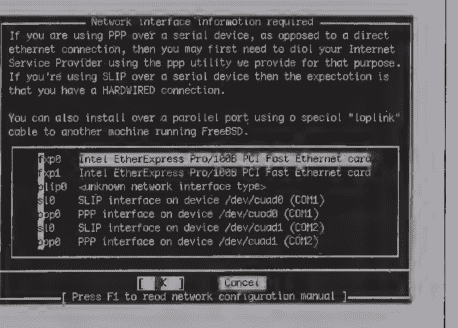 Network interface information required
If you are using PPP over a serial device, as opposed to a direct
ethernet connection, then you may first need to dial your Internet
Service Provider using the ppp utility we provide for that purpose.
If you're using SLIP over a serial device then the expectation is
that you have a HARDWIRED connection.
You can also install over a parallel port using a special "laplink"
cable to another machine running FreeBSD.
fxp0 Intel EtherExpress Pro/100B PCI Fast Ethernet card
fxp1 Intel EtherExpress Pro/100B PCI Fast Ethernet card
plip0 <unknown network interface type>
sl0 SLIP interface on device /dev/cuad0 (COM1)
ppp0 PPP interface on device /dev/cuad0 (COM1)
sl0 SLIP interface on device /dev/cuad1 (COM2)
ppp0 PPP interface on device /dev/cuad1 (COM2)
[ OK ] Cancel
[ Press F1 to read network configuration manual ]